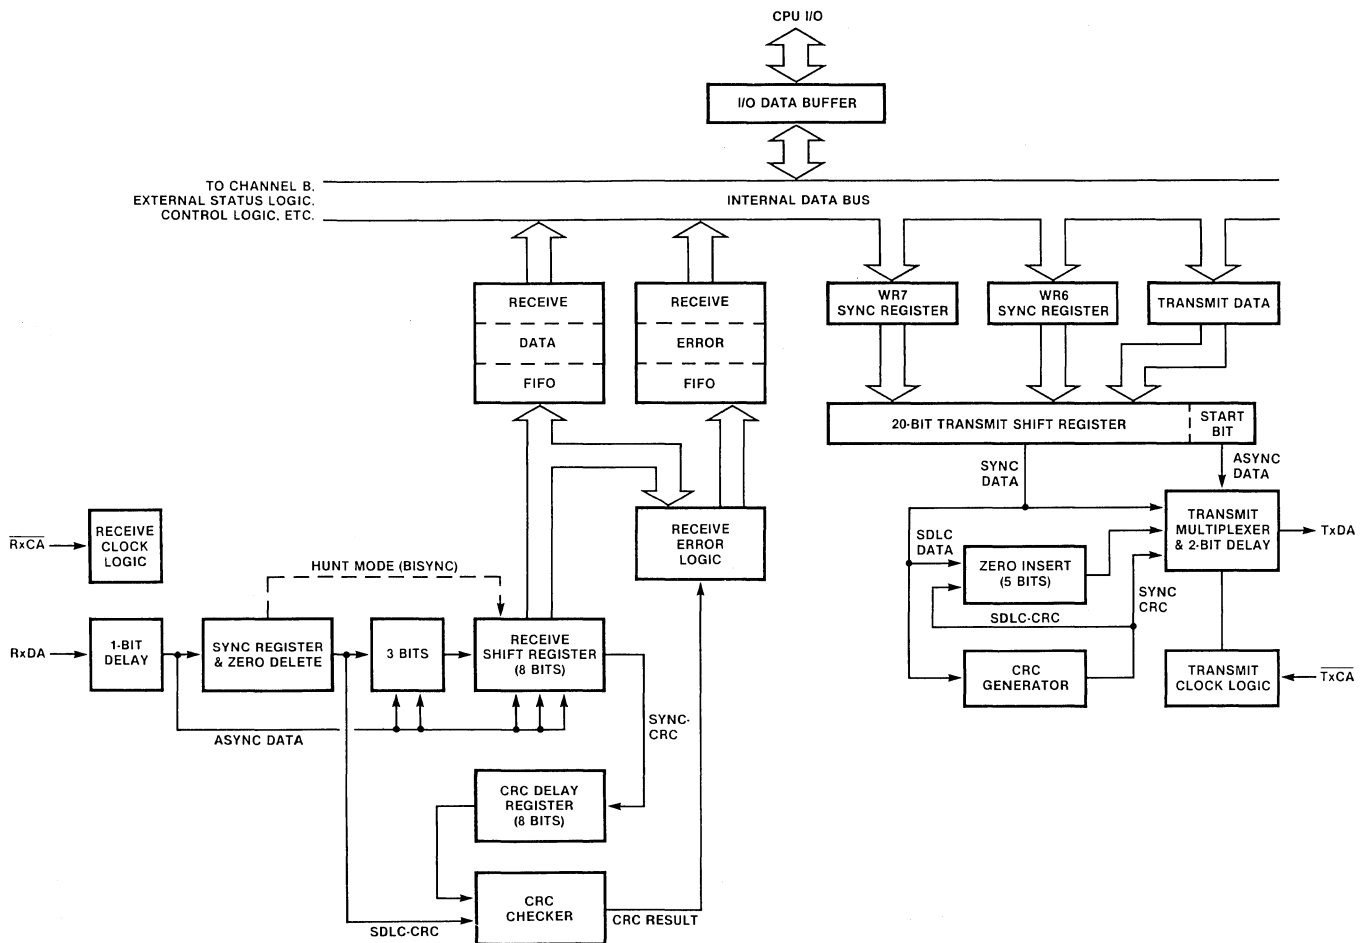 CPU I/O
I/O DATA BUFFER
TO CHANNEL B,
EXTERNAL STATUS LOGIC,
CONTROL LOGIC, ETC.
INTERNAL DATA BUS
RECEIVE
DATA
FIFO
RECEIVE
ERROR
FIFO
WR7
SYNC REGISTER
WR6
SYNC REGISTER
TRANSMIT DATA
20-BIT TRANSMIT SHIFT REGISTER
START
BIT
SYNC
DATA
ASYNC
DATA
RxCA
RECEIVE
CLOCK
LOGIC
RECEIVE
ERROR
LOGIC
TRANSMIT
MULTIPLEXER
& 2-BIT DELAY
TxDA
SDLC
DATA
ZERO INSERT
(5 BITS)
SYNC
CRC
SDLC-CRC
HUNT MODE (BISYNC)
RxDA
1-BIT
DELAY
SYNC REGISTER
& ZERO DELETE
3 BITS
RECEIVE
SHIFT REGISTER
(8 BITS)
CRC
GENERATOR
TRANSMIT
CLOCK LOGIC
TxCA
ASYNC DATA
SYNC-
CRC
CRC DELAY
REGISTER
(8 BITS)
CRC
CHECKER
SDLC-CRC
CRC RESULT